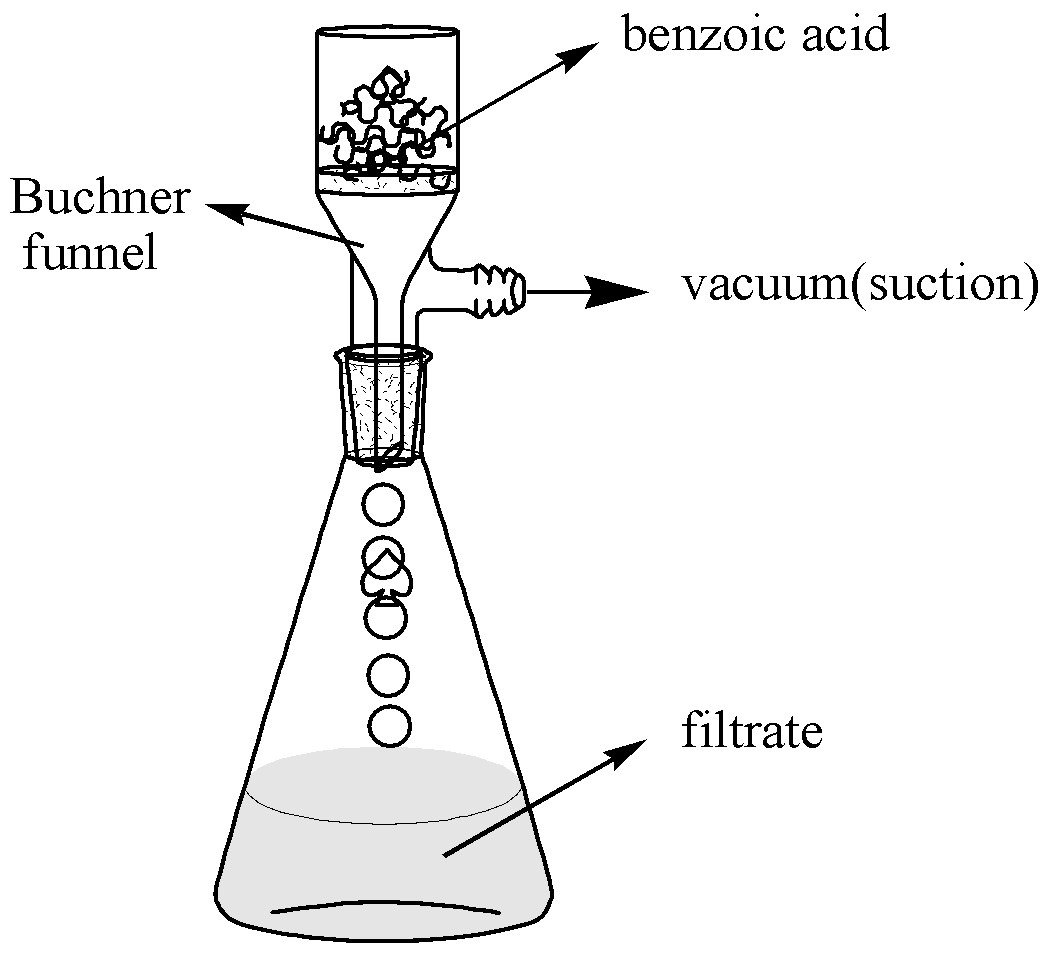 benzoic acid
Buchner
funnel
vacuum(suction)
filtrate